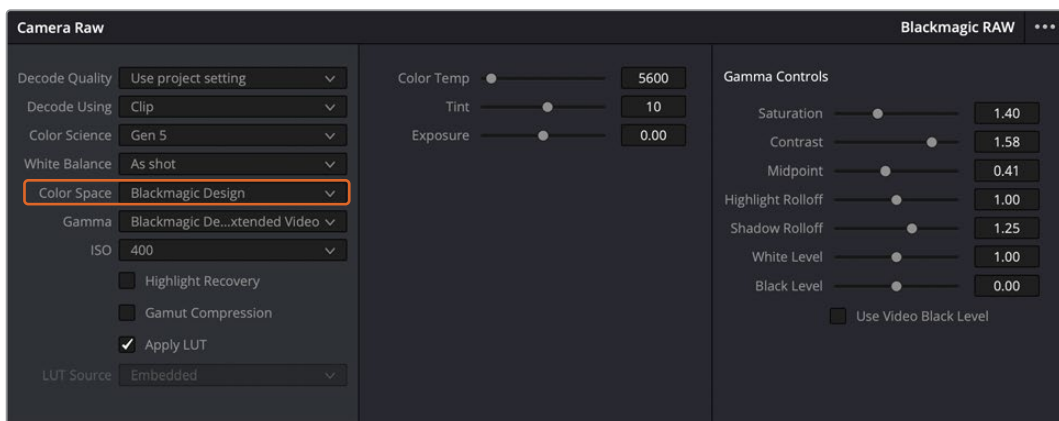 Camera Raw
Blackmagic RAW
Decode Quality Use project setting
Decode Using Clip
Color Science Gen 5
White Balance As shot
Color Space Blackmagic Design
Gamma Blackmagic De...xtended Video
ISO 400
Highlight Recovery
Gamut Compression
Apply LUT
LUT Source Embedded
Color Temp 5600
Tint 10
Exposure 0.00
Gamma Controls
Saturation 1.40
Contrast 1.58
Midpoint 0.41
Highlight Rolloff 1.00
Shadow Rolloff 1.25
White Level 1.00
Black Level 0.00
Use Video Black Level